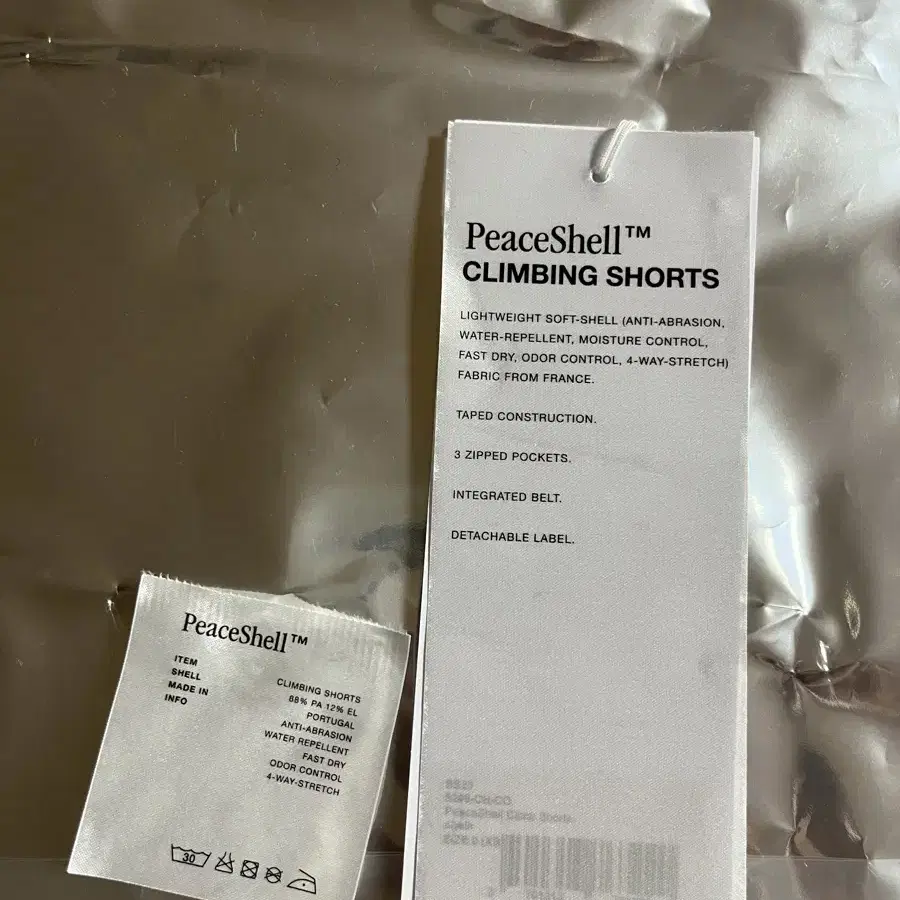 PeaceShell™
CLIMBING SHORTS
LIGHTWEIGHT SOFT-SHELL (ANTI-ABRASION,
WATER-REPELLENT, MOISTURE CONTROL,
FAST DRY, ODOR CONTROL, 4-WAY-STRETCH)
FABRIC FROM FRANCE.
TAPED CONSTRUCTION.
3 ZIPPED POCKETS.
INTEGRATED BELT.
DETACHABLE LABEL.
PeaceShell
Shorts
PeaceShell™
ITEM CLIMBING SHORTS
SHELL 88% PA 12% EL
MADE IN PORTUGAL
INFO ANTI-ABRASION
WATER REPELLENT
FAST DRY
ODOR CONTROL
4-WAY-STRETCH
30